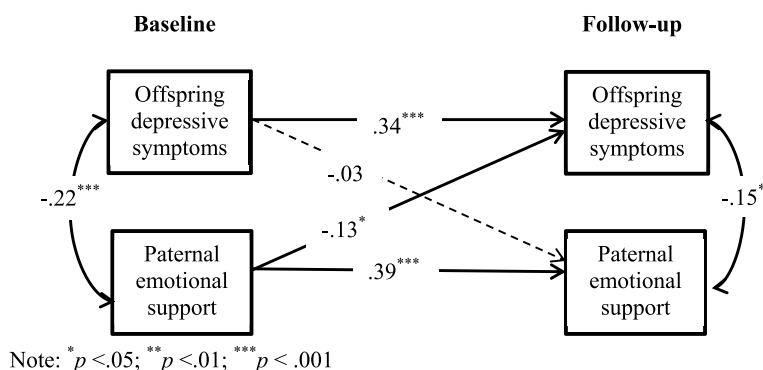 Baseline
Follow-up
Offspring
depressive
symptoms
Offspring
depressive
symptoms
.34***
-.03
-.22***
-.15*
-.13*
Paternal
emotional
support
Paternal
emotional
support
.39***
Note: *p <.05; **p <.01; ***p < .001